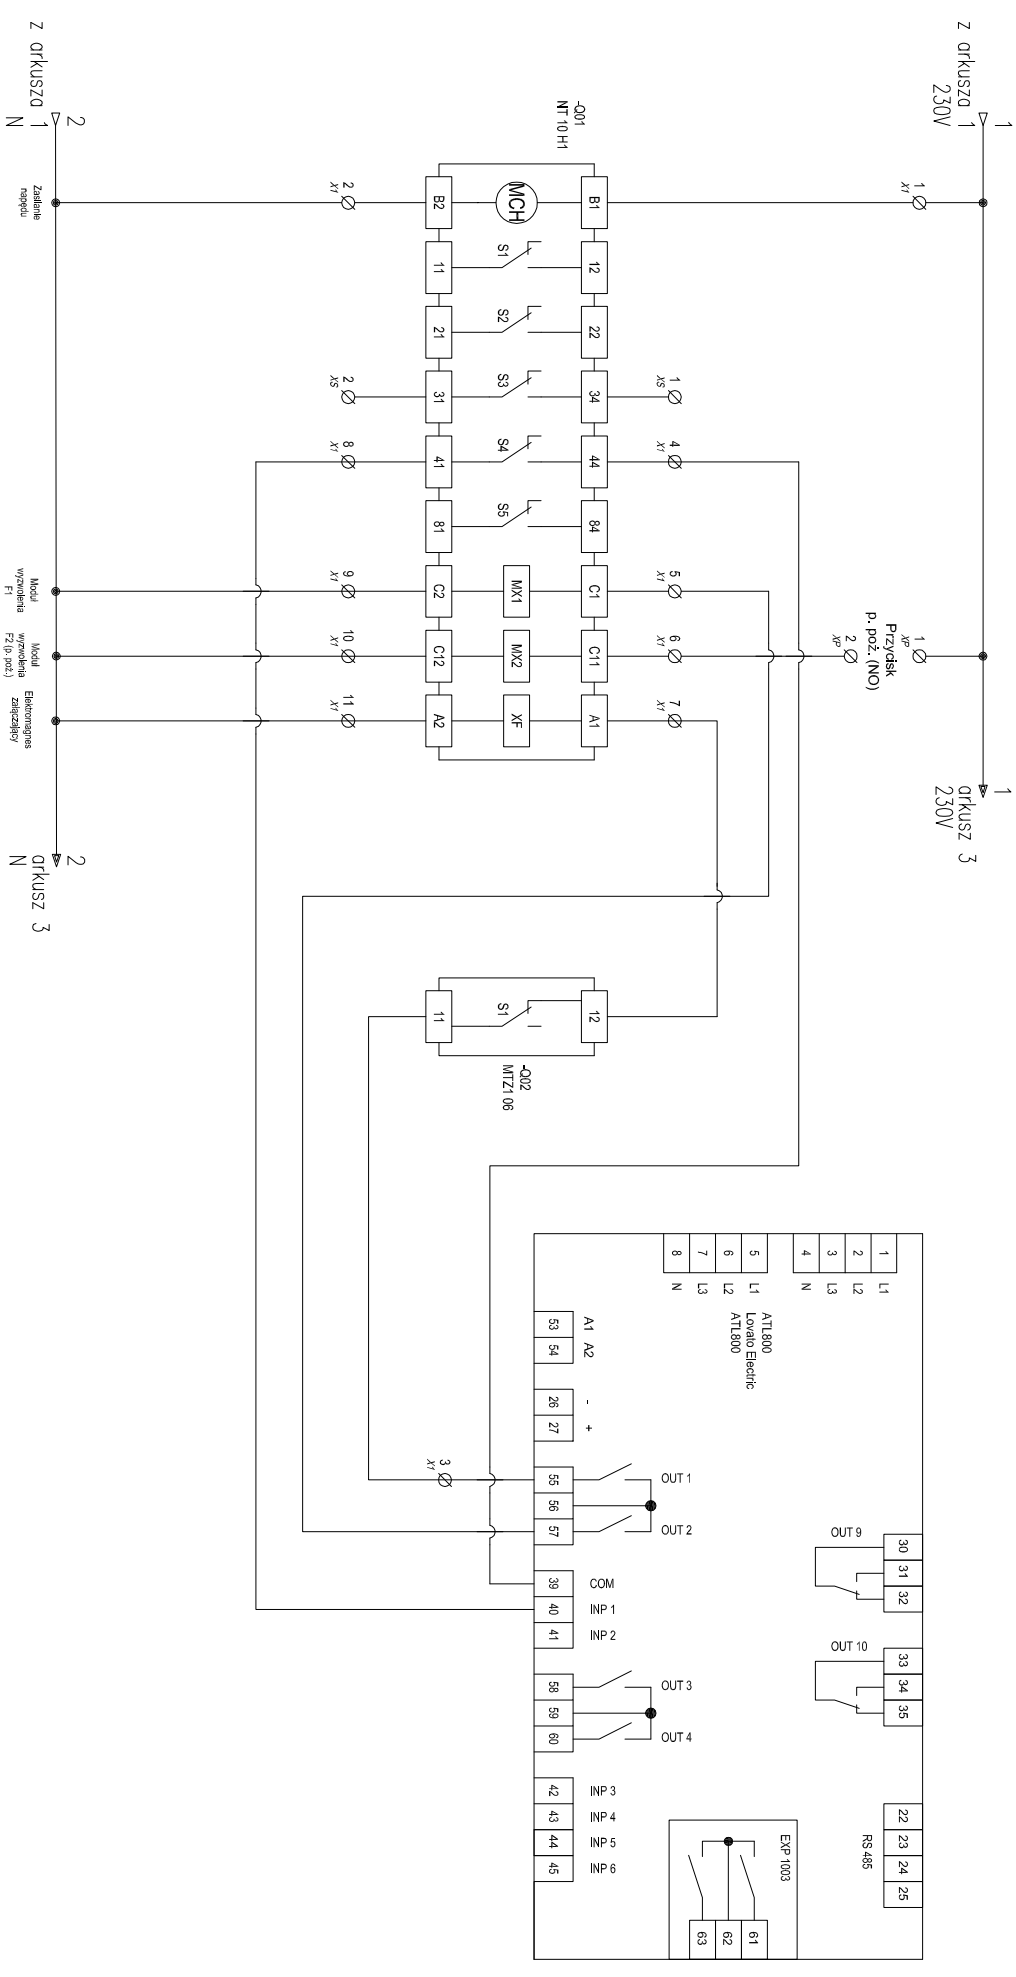 z arkusza 1
230V
1
1
X1
Przycisk
p. poż. (NO)
1
XP
2
XP
1
arkusz 3
230V
-Q01
NT 10 H1
B1
12
22
34
44
84
C1
C11
A1
1
XS
4
X1
5
X1
6
X1
7
X1
MCH
S1
S2
S3
S4
S5
MX1
MX2
XF
B2
11
21
31
41
81
C2
C12
A2
2
X1
2
XS
8
X1
9
X1
10
X1
11
X1
z arkusza 1
N
2
Zasilanie
napędu
Moduł
wyzwolenia
F1
Moduł
wyzwolenia
F2 (p. poż.)
Elektromagnes
załączający
2
arkusz 3
N
12
S1
11
-Q02
MTZ1 06
1
2
3
4
L1
L2
L3
N
5
6
7
8
L1
L2
L3
N
ATL800
Lovato Electric
ATL800
A1
A2
53
54
-
+
26
27
3
X1
55
56
57
OUT 1
OUT 2
39
40
41
COM
INP 1
INP 2
58
59
60
OUT 3
OUT 4
42
43
44
45
INP 3
INP 4
INP 5
INP 6
OUT 9
30
31
32
OUT 10
33
34
35
22
23
24
25
RS 485
EXP 1003
61
62
63